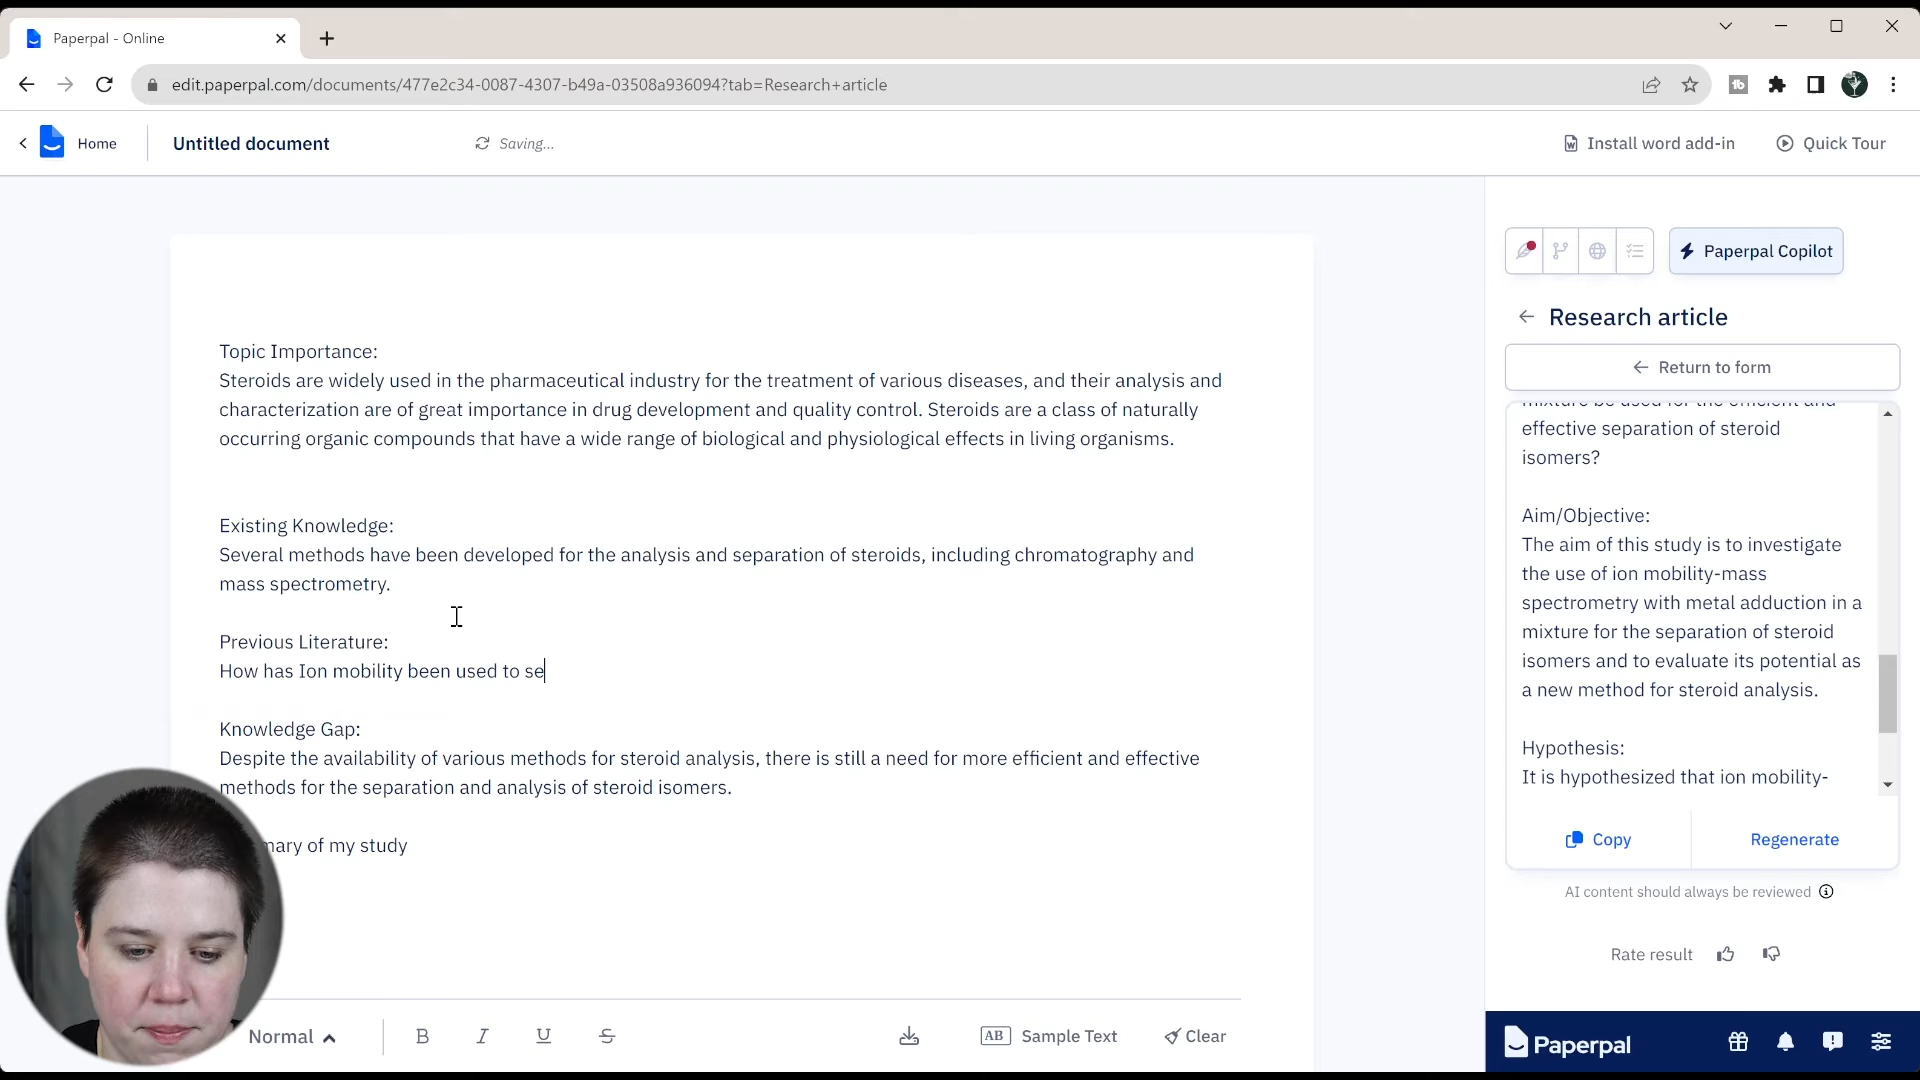 Paperpal - Online
edit.paperpal.com/documents/477e2c34-0087-4307-b49a-03508a936094?tab=Research+article
Home
Untitled document
Saving...
Install word add-in
Quick Tour
Topic Importance:
Steroids are widely used in the pharmaceutical industry for the treatment of various diseases, and their analysis and
characterization are of great importance in drug development and quality control. Steroids are a class of naturally
occurring organic compounds that have a wide range of biological and physiological effects in living organisms.
Existing Knowledge:
Several methods have been developed for the analysis and separation of steroids, including chromatography and
mass spectrometry.
Previous Literature:
How has Ion mobility been used to se
Knowledge Gap:
Despite the availability of various methods for steroid analysis, there is still a need for more efficient and effective
methods for the separation and analysis of steroid isomers.
mary of my study
Normal
B
I
U
S
AB
Sample Text
Clear
Paperpal Copilot
Research article
Return to form
mixture be used for the efficient and
effective separation of steroid
isomers?
Aim/Objective:
The aim of this study is to investigate
the use of ion mobility-mass
spectrometry with metal adduction in a
mixture for the separation of steroid
isomers and to evaluate its potential as
a new method for steroid analysis.
Hypothesis:
It is hypothesized that ion mobility-
Copy
Regenerate
AI content should always be reviewed
Rate result
Paperpal